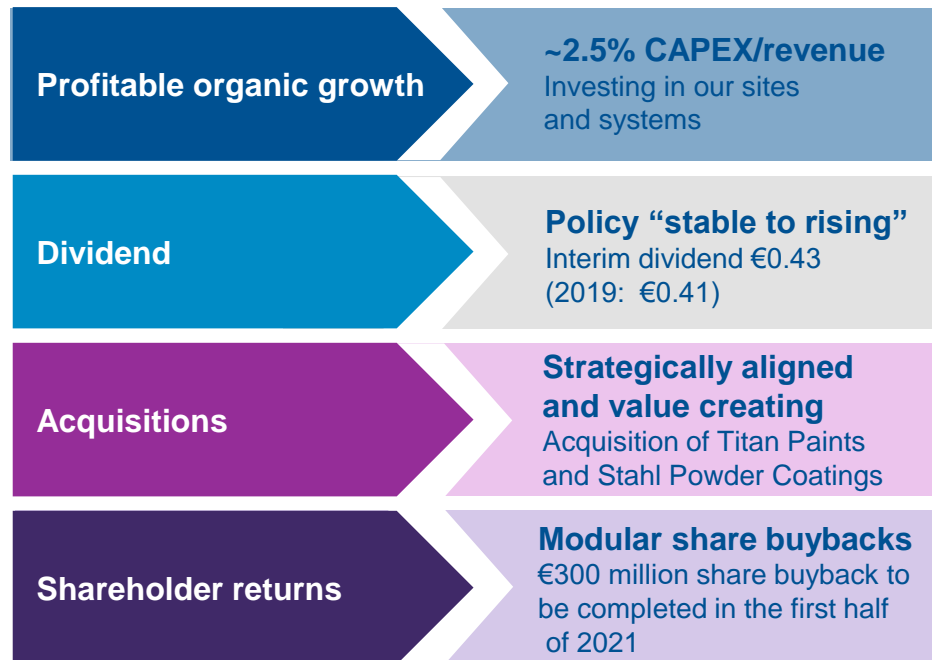 Profitable organic growth
~2.5% CAPEX/revenue
Investing in our sites
and systems
Dividend
Policy “stable to rising”
Interim dividend €0.43
(2019: €0.41)
Acquisitions
Strategically aligned
and value creating
Acquisition of Titan Paints
and Stahl Powder Coatings
Shareholder returns
Modular share buybacks
€300 million share buyback to
be completed in the first half
of 2021